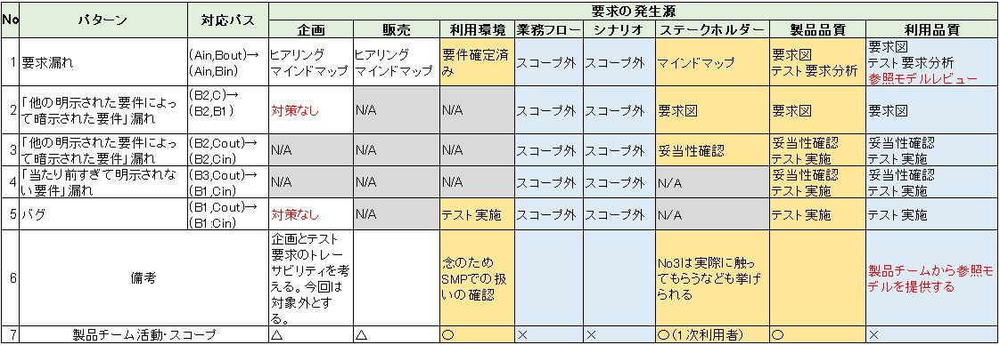 No パターン 対応パス 要求の発生源
企画 販売 利用環境 業務フロー シナリオ ステークホルダー 製品品質 利用品質
1 要求漏れ
(Ain,Bout)→
(Ain,Bin)
ヒアリング
マインドマップ
ヒアリング
マインドマップ
要件確定済
み
スコープ外
スコープ外
マインドマップ
要求図
テスト要求分析
要求図
テスト要求分析
参照モデルレビュー
2
「他の明示された要件によっ
て暗示された要件」漏れ
(B2,C)→
(B2,B1)
対策なし
N/A
N/A
スコープ外
スコープ外
要求図
要求図
要求図
3
「他の明示された要件によっ
て暗示された要件」漏れ
(B2,Cout)→
(B2,Cin)
N/A
N/A
N/A
スコープ外
スコープ外
妥当性確認
妥当性確認
テスト実施
妥当性確認
テスト実施
4
「当たり前すぎて明示されな
い要件」漏れ
(B3,Cout)→
(B1,Cin)
N/A
N/A
N/A
スコープ外
スコープ外
N/A
妥当性確認
テスト実施
妥当性確認
テスト実施
5 バグ
(B1,Cout)→
(B1:Cin)
対策なし
N/A
テスト実施
スコープ外
スコープ外
N/A
テスト実施
テスト実施
6 備考
企画とテスト
要求のトレー
サビリティを考
える。今回は
対象外とす
る。
念のため
SMPでの扱
いの確認
No3は実際に触っ
てもらうなども挙げ
られる
製品チームから参照モ
デルを提供する
7 製品チーム活動・スコープ △ △ ○ × × ○(1次利用者) ○ ×